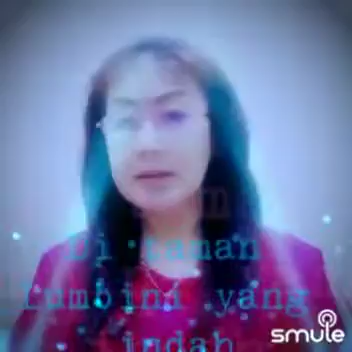 Di taman
lumbini yang
indah
smule